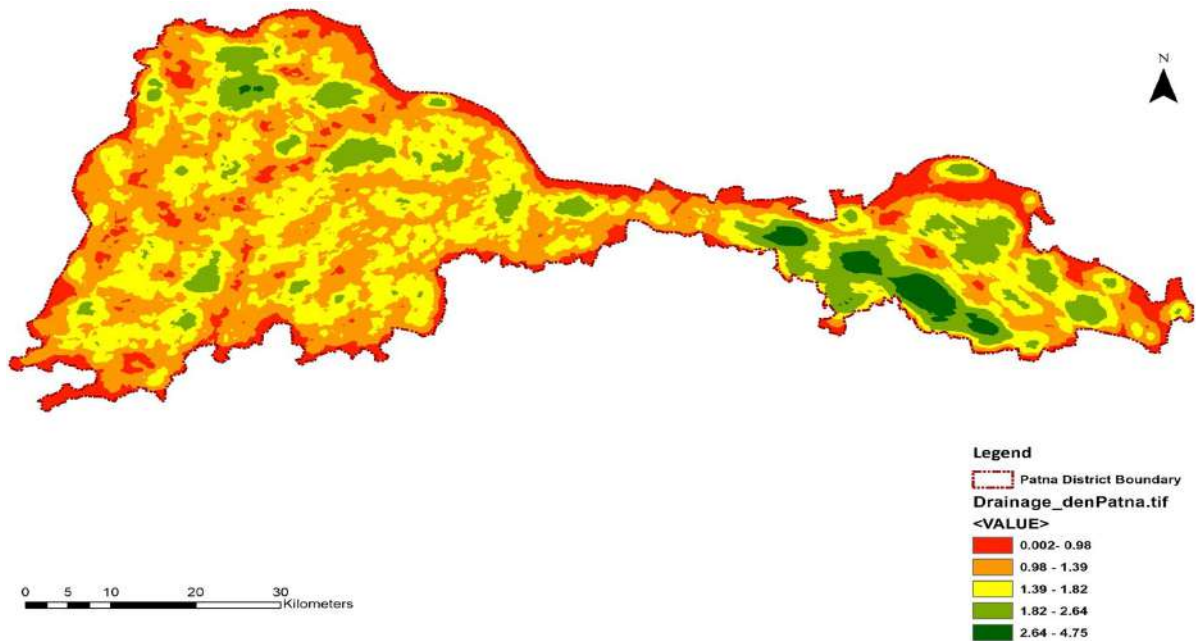 N
Legend
Patna District Boundary
Drainage_denPatna.tif
<VALUE>
0.002- 0.98
0.98 - 1.39
1.39 - 1.82
1.82 - 2.64
2.64 - 4.75
0 5 10 20 30
Kilometers